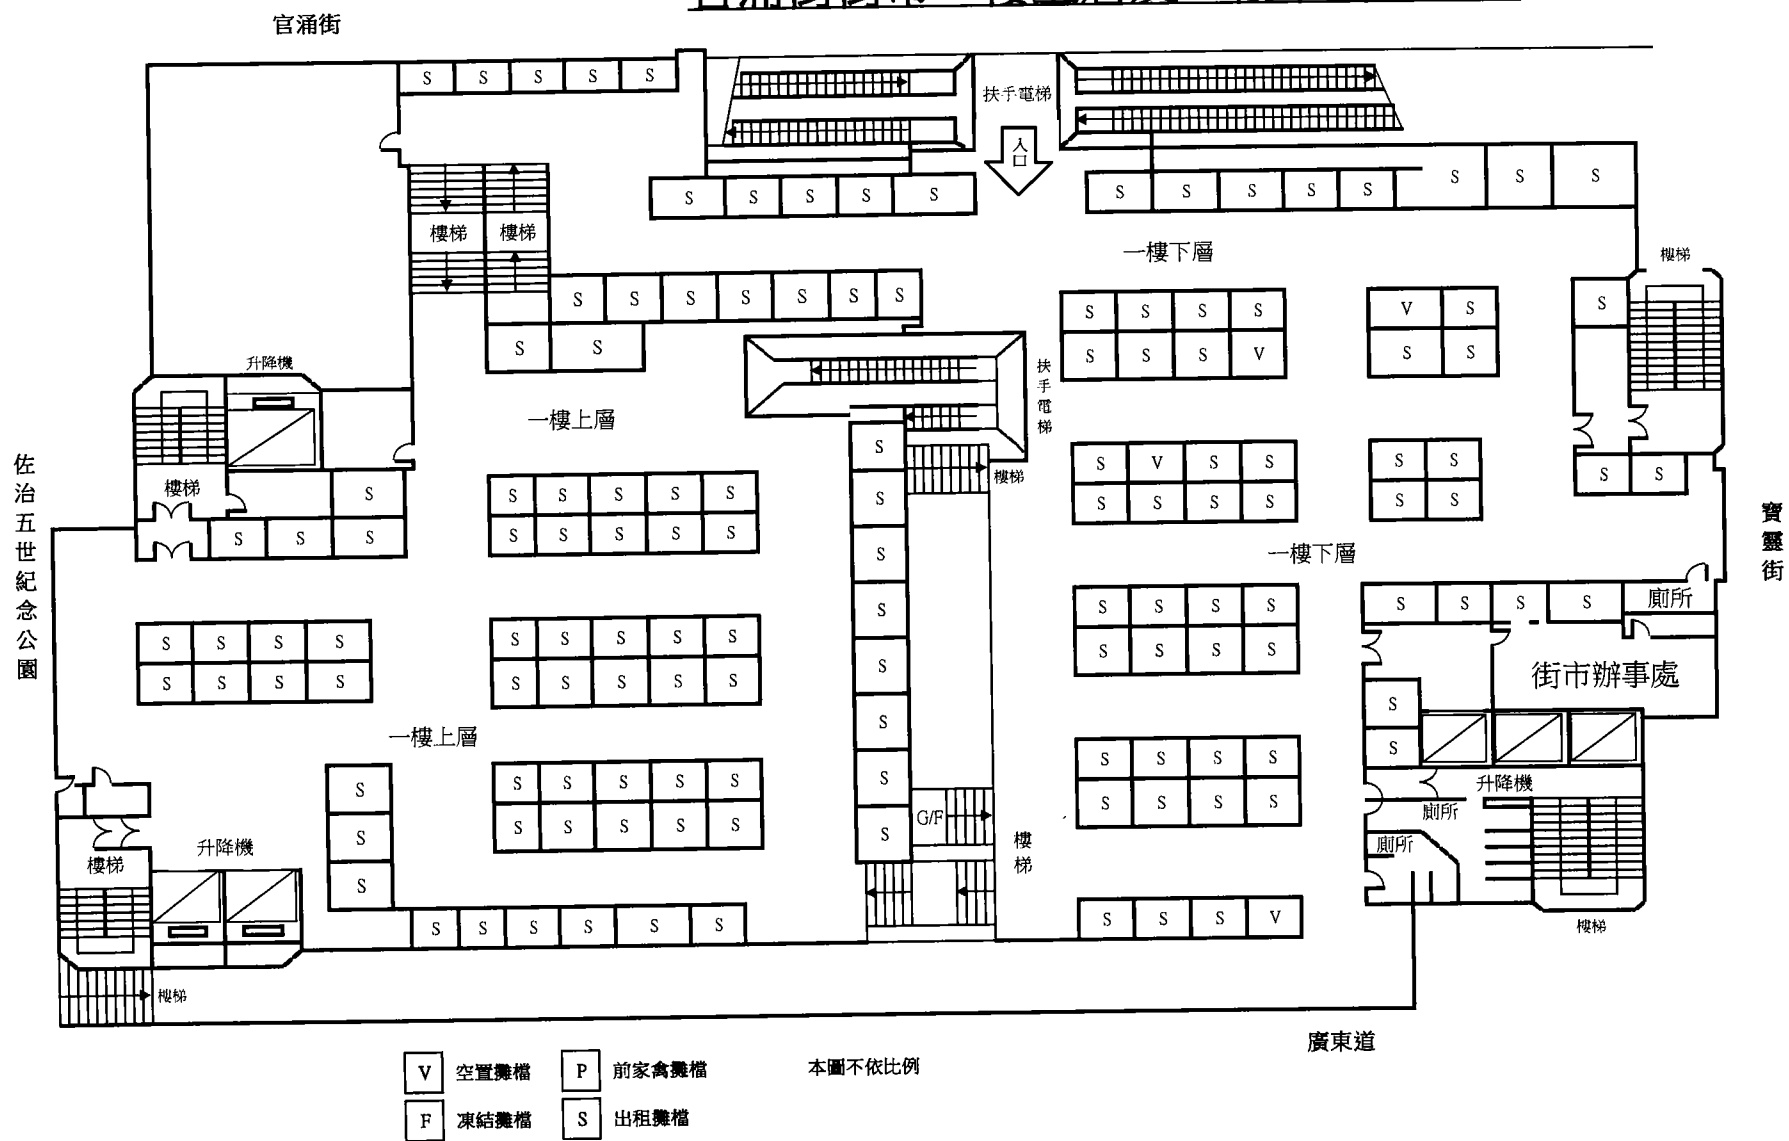 官涌街
S S S S S
扶手電梯
入口
S S S S S
S S S S S S S S
樓梯 樓梯
一樓下層
樓梯
S S S S S S S
S S
S S S S
S S S V
V S
S S
S
升降機
扶手電梯
一樓上層
佐治五世紀念公園
樓梯
S
S S S
S S S S S
S S S S S
S
S
S
S
S
S
S
S
樓梯
S V S S
S S S S
S S
S S
S S
寶靈街
一樓下層
S S S S
S S S S
S S S S
S S S S
S S S S S
S S S S S
S S S S
廁所
街市辦事處
S
S
升降機
一樓上層
S
S
S
S S S S S
S S S S S
G/F
樓梯
S S S S
S S S S
廁所
廁所
樓梯
升降機
樓梯
S S S S S S
S S S V
樓梯
廣東道
V 空置攤檔
P 前家禽攤檔
本圖不依比例
F 凍結攤檔
S 出租攤檔